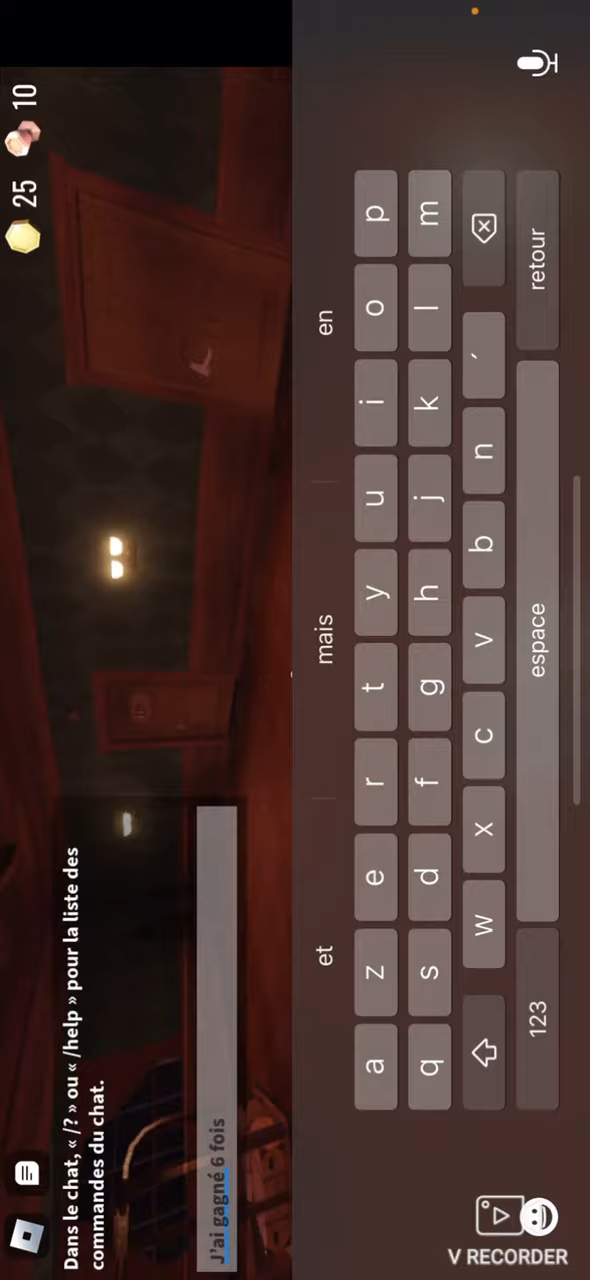 25
10
Dans le chat, « /? » ou « /help » pour la liste des
commandes du chat.
J'ai gagné 6 fois
et mais en
a z e r t y u i o p
q s d f g h j k l m
w x c v b n ´
123 espace retour
V RECORDER